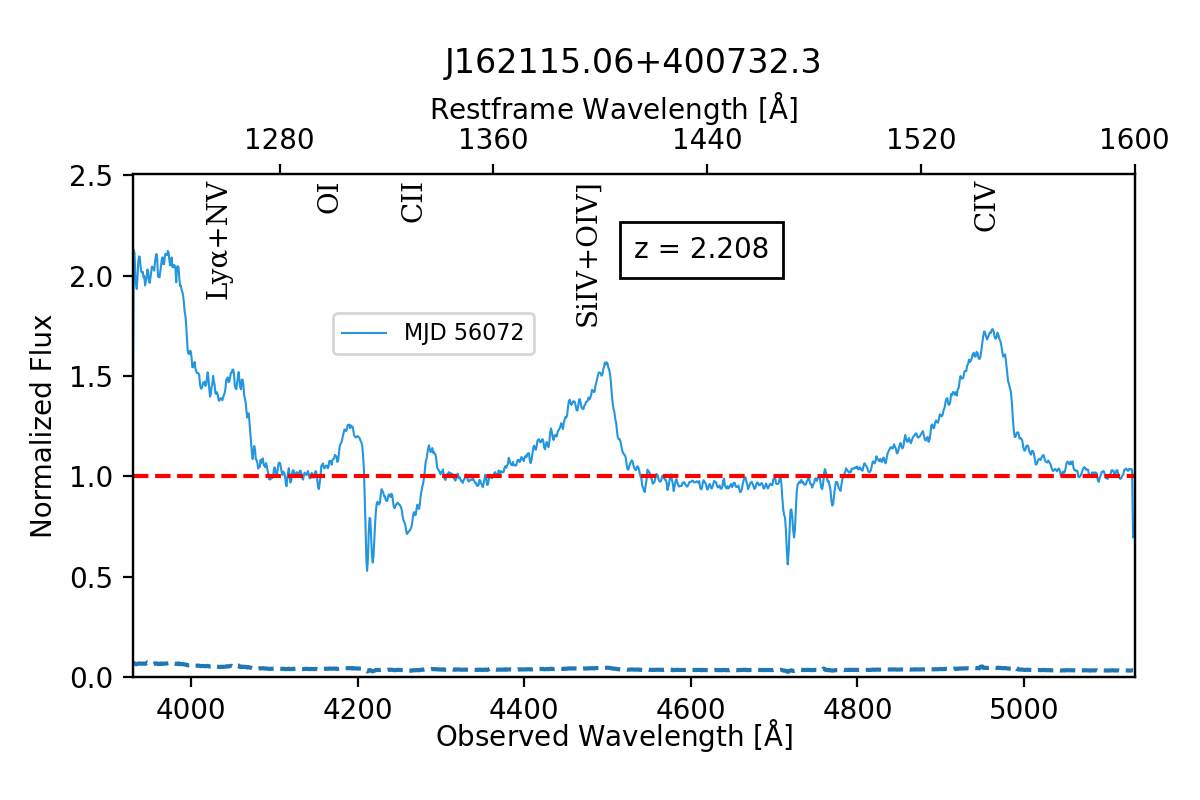 J162115.06+400732.3
Restframe Wavelength [Å]
1280 1360 1440 1520 1600
2.5
2.0
1.5
1.0
0.5
0.0
Normalized Flux
Lyα+NV
OI
CII
SiIV+OIV]
CIV
z = 2.208
MJD 56072
4000 4200 4400 4600 4800 5000
Observed Wavelength [Å]